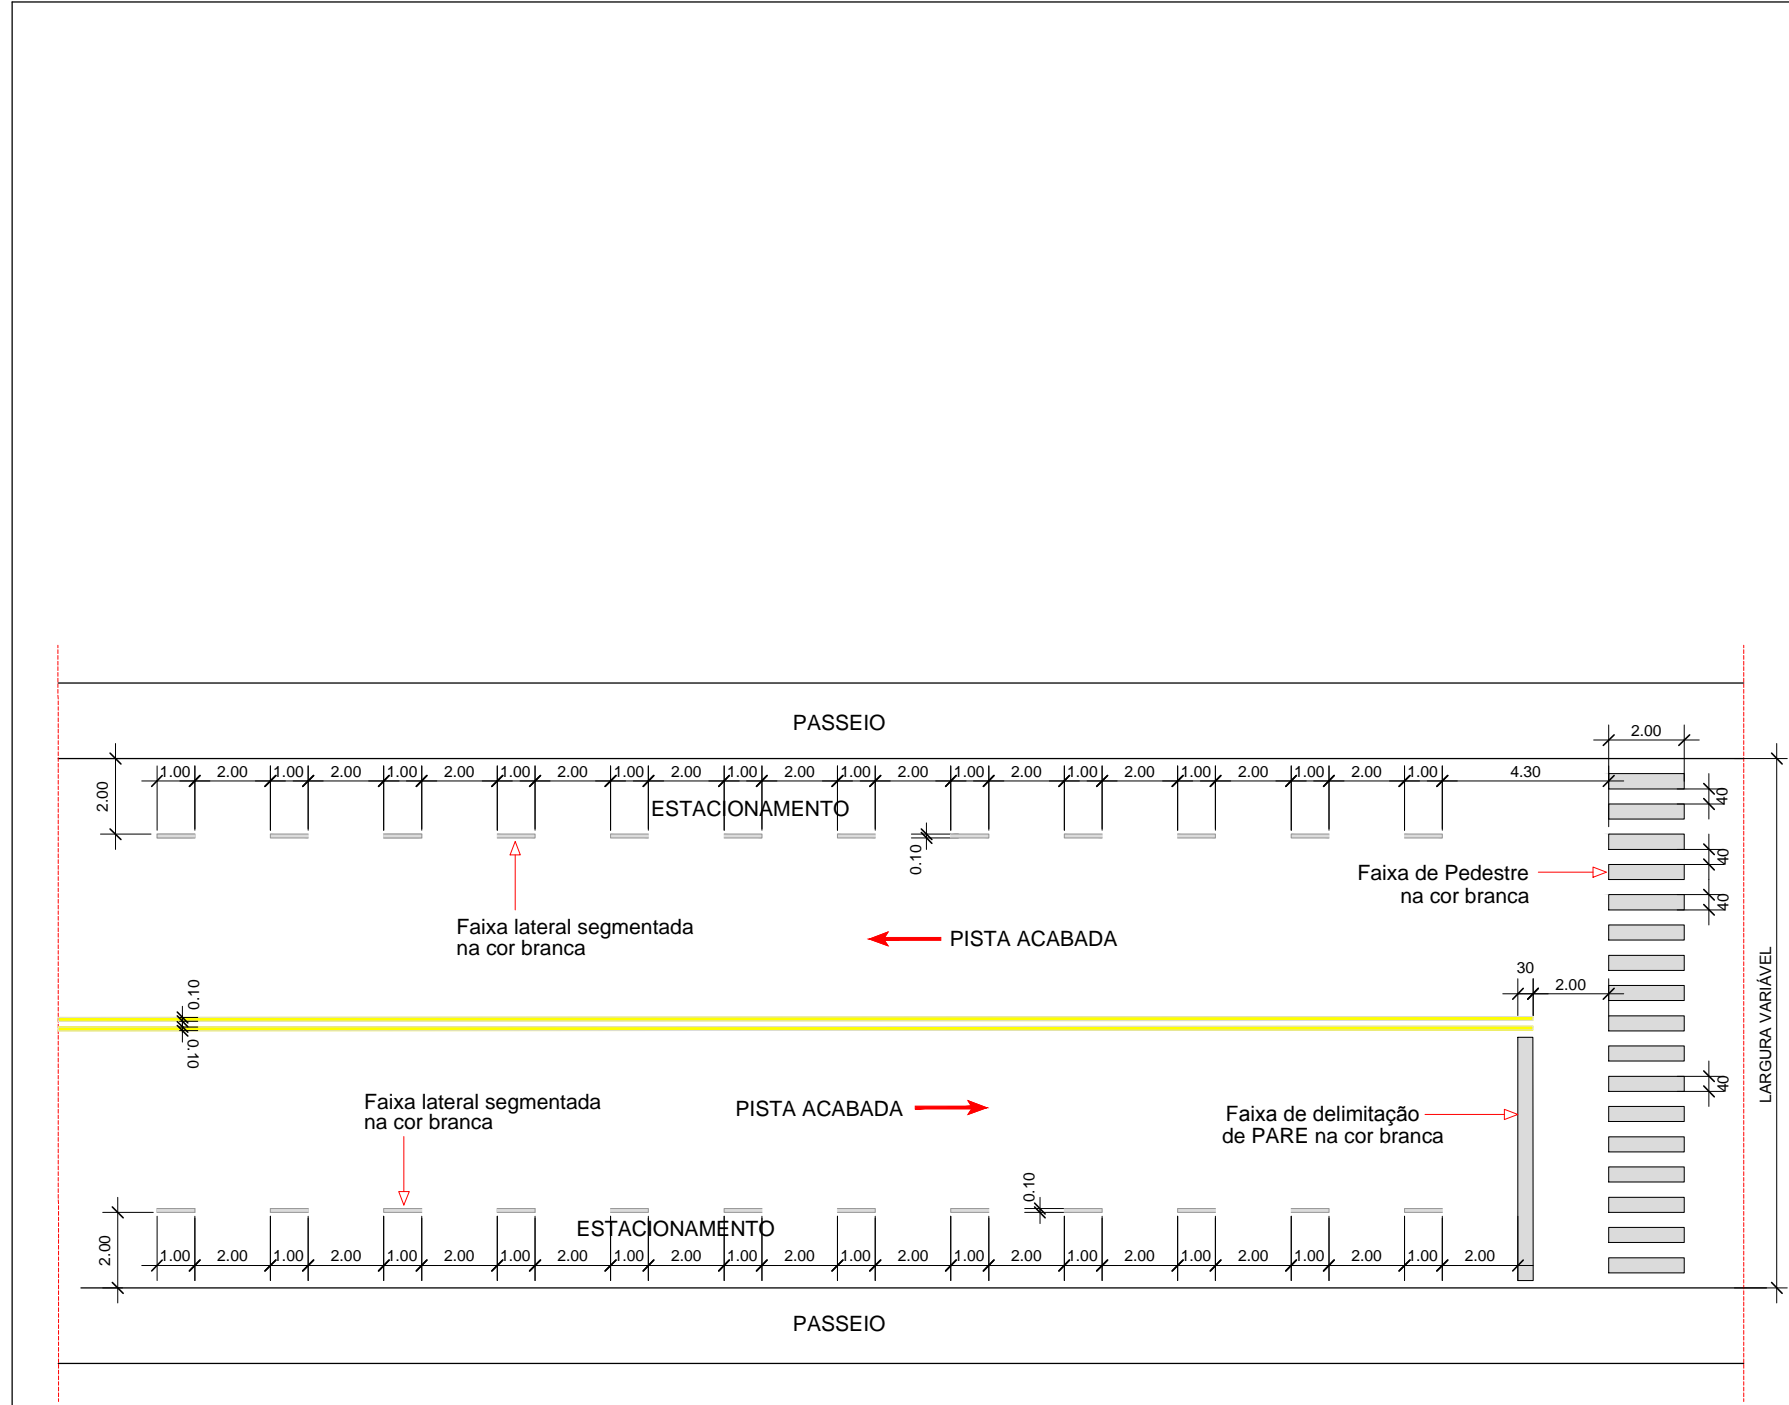 PASSEIO
2.00
1.00 2.00 1.00 2.00 1.00 2.00 1.00 2.00 1.00 2.00 1.00 2.00 1.00 2.00 1.00 2.00 1.00 2.00 1.00 2.00 1.00 2.00 1.00 4.30
2.00
ESTACIONAMENTO
40
0.10
40
Faixa de Pedestre
na cor branca
40
Faixa lateral segmentada
na cor branca
PISTA ACABADA
30
2.00
0.10
0.10
LARGURA VARIÁVEL
40
Faixa lateral segmentada
na cor branca
PISTA ACABADA
Faixa de delimitação
de PARE na cor branca
0.10
ESTACIONAMENTO
2.00
1.00 2.00 1.00 2.00 1.00 2.00 1.00 2.00 1.00 2.00 1.00 2.00 1.00 2.00 1.00 2.00 1.00 2.00 1.00 2.00 1.00 2.00 1.00 2.00
PASSEIO